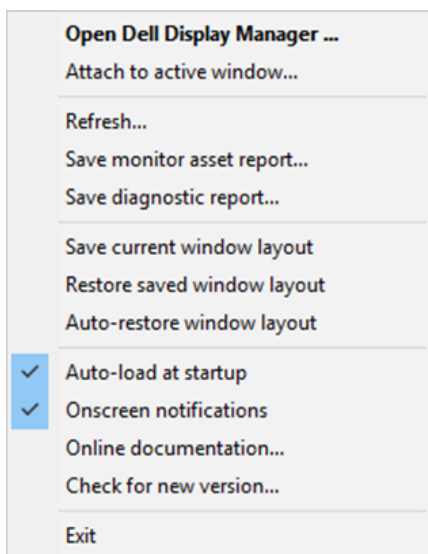 Open Dell Display Manager ...
Attach to active window...
Refresh...
Save monitor asset report...
Save diagnostic report...
Save current window layout
Restore saved window layout
Auto-restore window layout
Auto-load at startup
Onscreen notifications
Online documentation...
Check for new version...
Exit